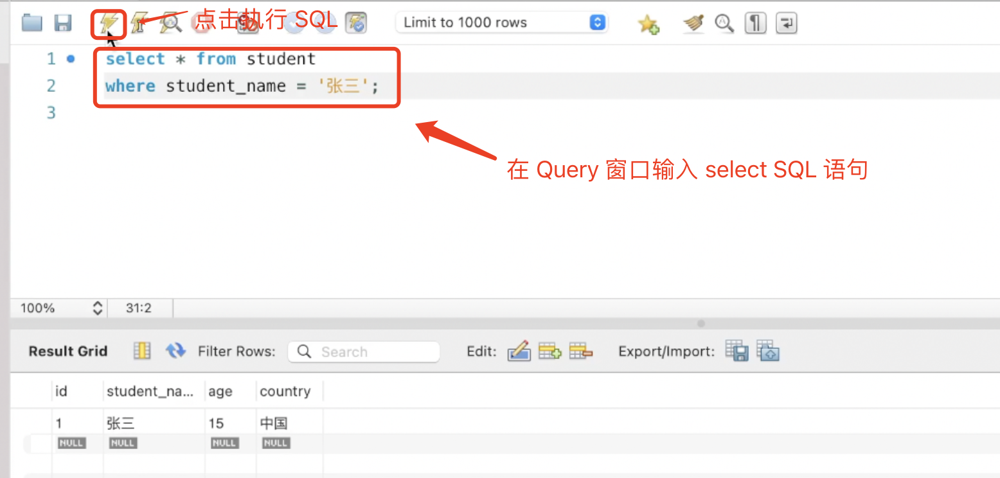 点击执行 SQL
Limit to 1000 rows
1 select * from student
2 where student_name = '张三';
3
在 Query 窗口输入 select SQL 语句
100% 31:2
Result Grid Filter Rows: Search Edit: Export/Import:
id student_na... age country
1 张三 15 中国
NULL NULL NULL NULL